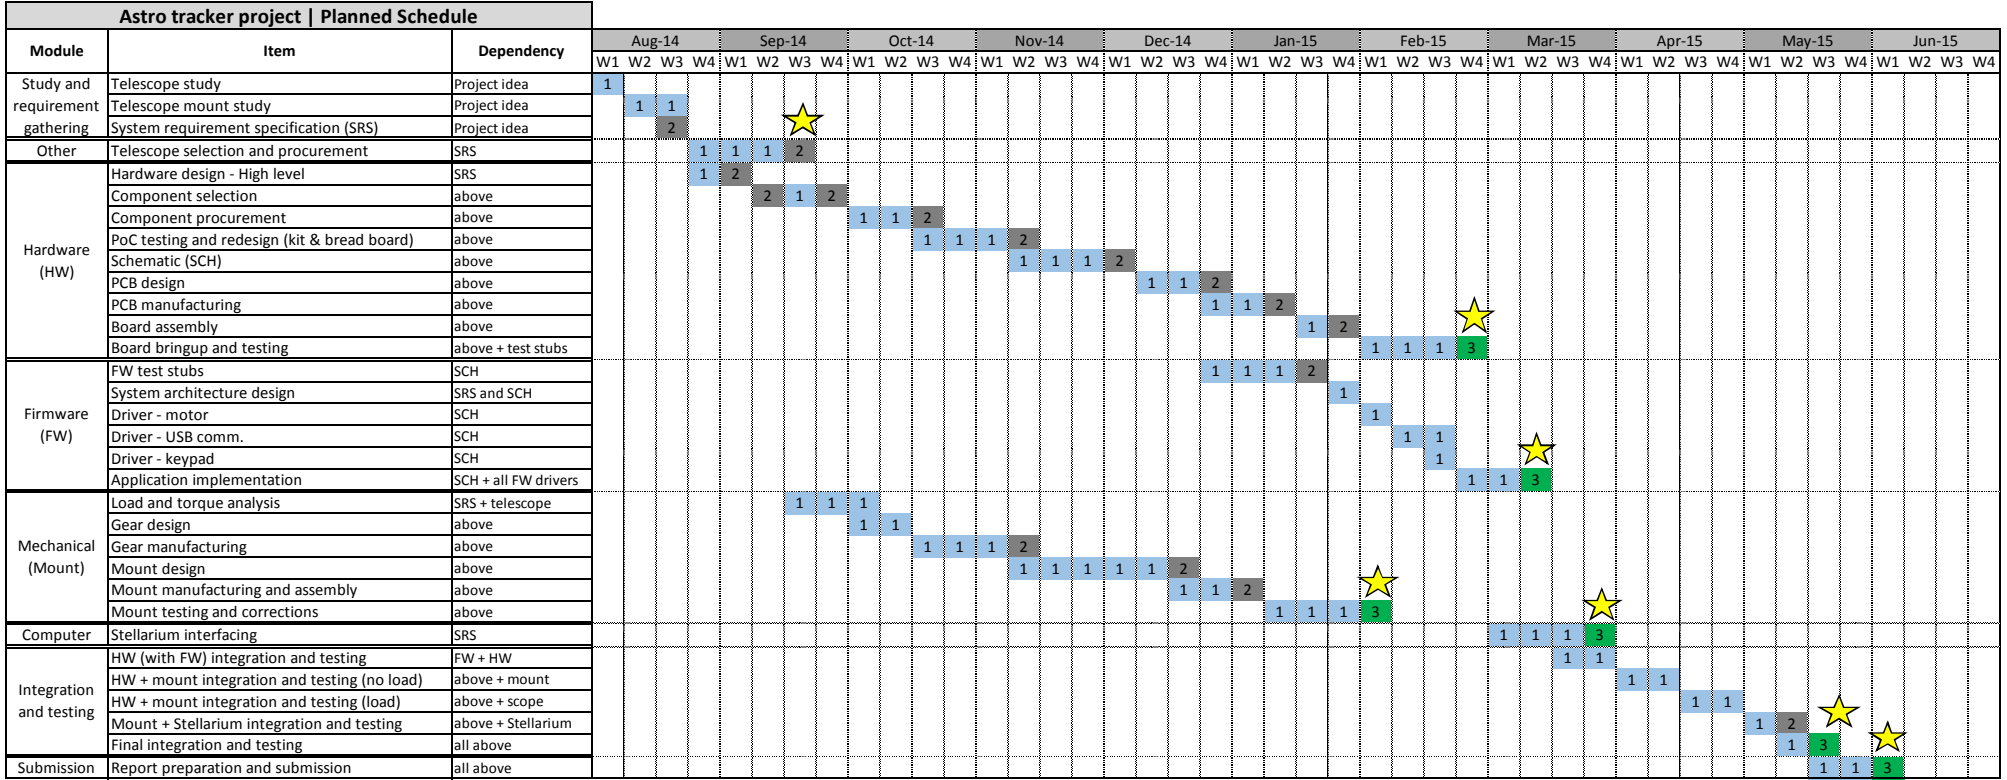 Astro tracker project | Planned Schedule
Module Item Dependency Aug-14 Sep-14 Oct-14 Nov-14 Dec-14 Jan-15 Feb-15 Mar-15 Apr-15 May-15 Jun-15
W1 W2 W3 W4 W1 W2 W3 W4 W1 W2 W3 W4 W1 W2 W3 W4 W1 W2 W3 W4 W1 W2 W3 W4 W1 W2 W3 W4 W1 W2 W3 W4 W1 W2 W3 W4 W1 W2 W3 W4 W1 W2 W3 W4
Study and requirement gathering
Telescope study Project idea 1
Telescope mount study Project idea 1 1
System requirement specification (SRS) Project idea 2
Other Telescope selection and procurement SRS 1 1 1 2
Hardware (HW)
Hardware design - High level SRS 1 2
Component selection above 2 1 2
Component procurement above 1 1 2
PoC testing and redesign (kit & bread board) above 1 1 1 2
Schematic (SCH) above 1 1 1 2
PCB design above 1 1 2
PCB manufacturing above 1 1 2
Board assembly above 1 2
Board bringup and testing above + test stubs 1 1 1 3
Firmware (FW)
FW test stubs SCH 1 1 1 2
System architecture design SRS and SCH 1
Driver - motor SCH 1
Driver - USB comm. SCH 1 1
Driver - keypad SCH 1
Application implementation SCH + all FW drivers 1 1 3
Mechanical (Mount)
Load and torque analysis SRS + telescope 1 1 1
Gear design above 1 1
Gear manufacturing above 1 1 1 2
Mount design above 1 1 1 1 1 2
Mount manufacturing and assembly above 1 1 2
Mount testing and corrections above 1 1 1 3
Computer Stellarium interfacing SRS 1 1 1 3
Integration and testing
HW (with FW) integration and testing FW + HW 1 1
HW + mount integration and testing (no load) above + mount 1 1
HW + mount integration and testing (load) above + scope 1 1
Mount + Stellarium integration and testing above + Stellarium 1 2
Final integration and testing all above 1 3
Submission Report preparation and submission all above 1 1 3